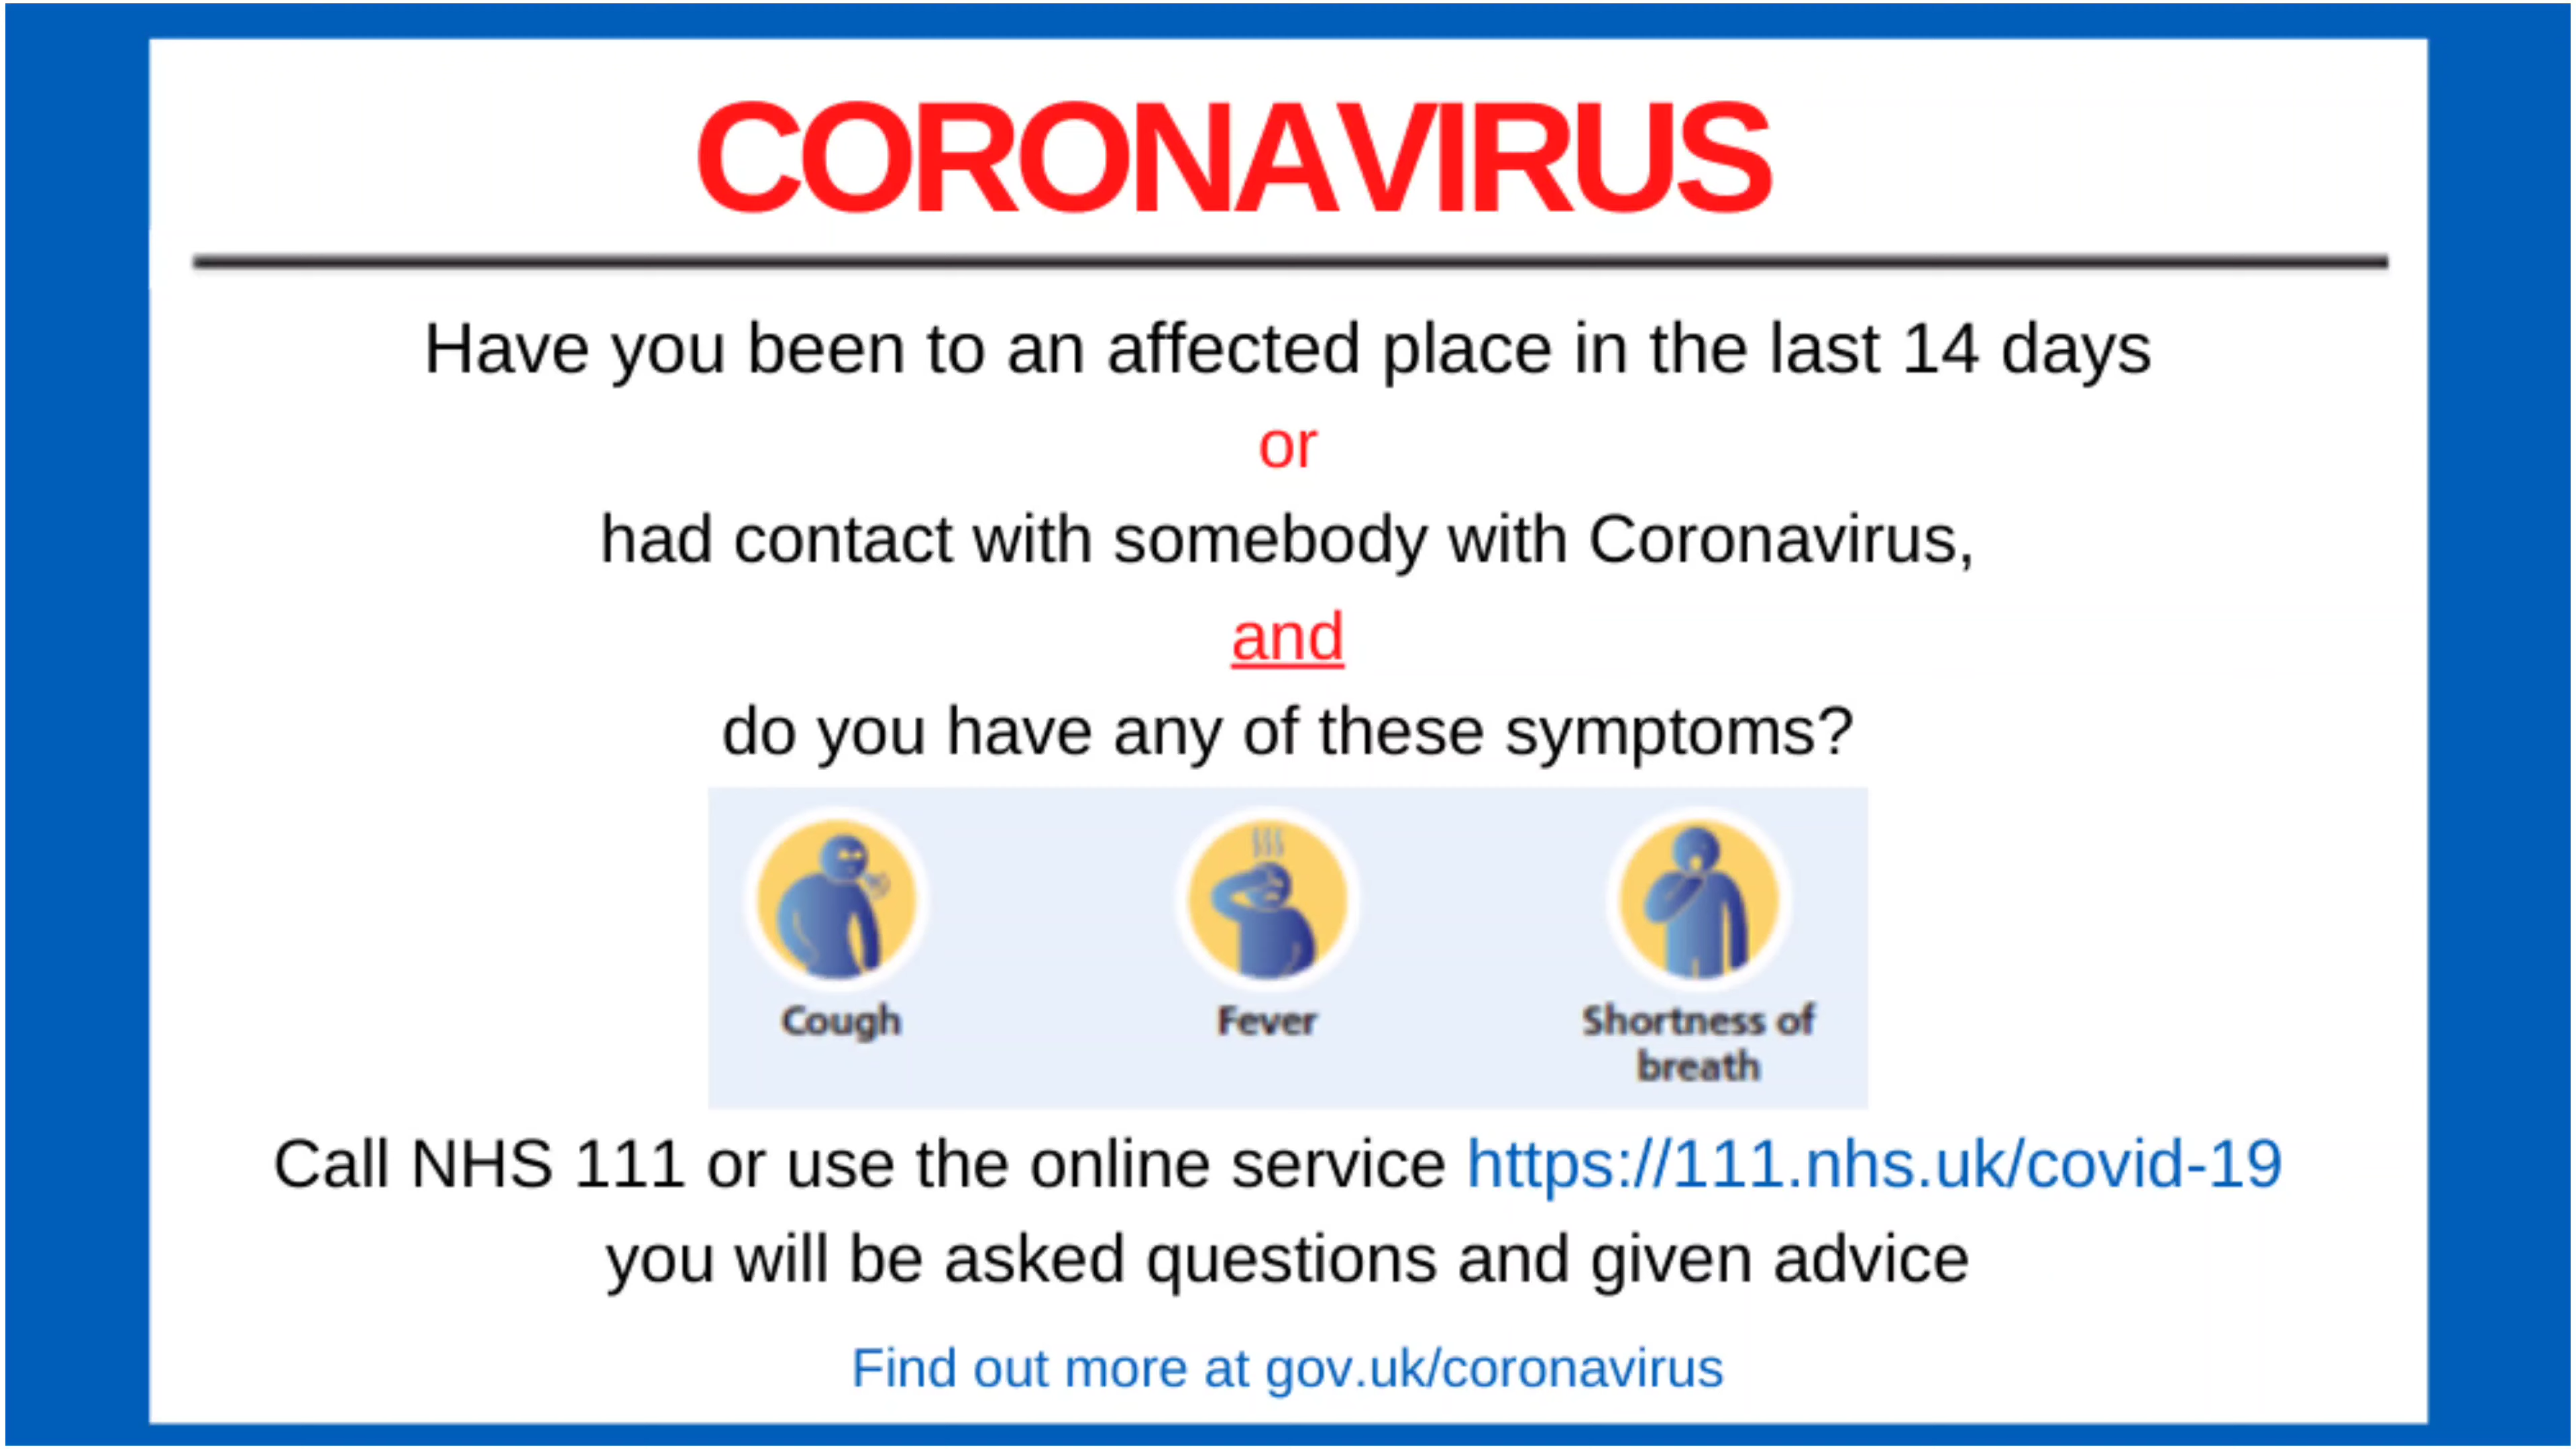 CORONAVIRUS
Have you been to an affected place in the last 14 days
or
had contact with somebody with Coronavirus,
and
do you have any of these symptoms?
Cough
Fever
Shortness of
breath
Call NHS 111 or use the online service https://111.nhs.uk/covid-19
you will be asked questions and given advice
Find out more at gov.uk/coronavirus